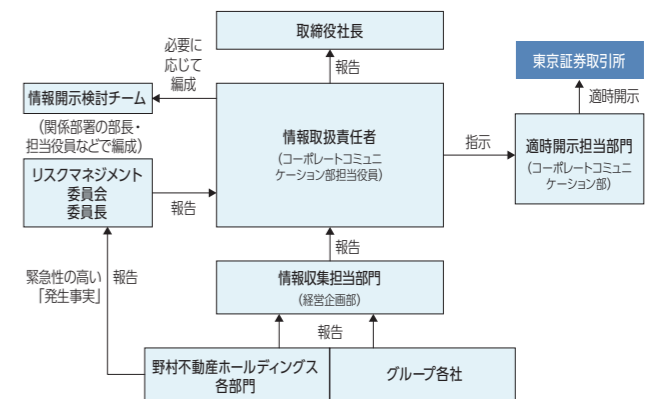 取締役社長
必要に
応じて
編成
報告
東京証券取引所
適時開示
情報開示検討チーム
(関係部署の部長・
担当役員などで編成)
情報取扱責任者
(コーポレートコミュニ
ケーション部担当役員)
指示
適時開示担当部門
(コーポレートコミュニ
ケーション部)
リスクマネジメント
委員会
委員長
報告
報告
緊急性の高い
「発生事実」
報告
情報収集担当部門
(経営企画部)
報告
野村不動産ホールディングス
各部門
グループ各社